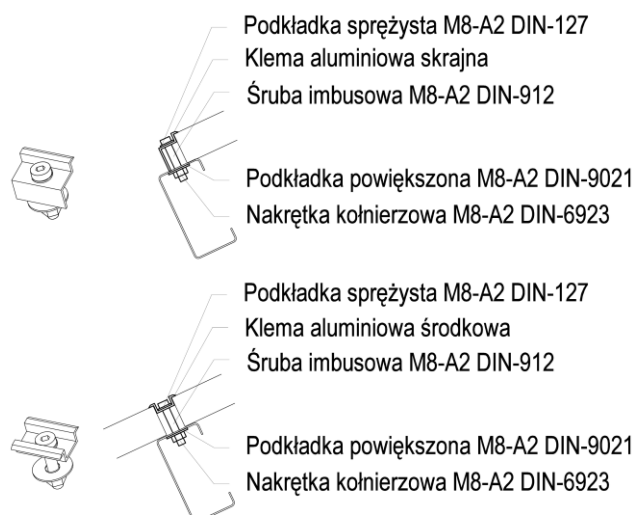 Podkładka sprężysta M8-A2 DIN-127
Klema aluminiowa skrajna
Śruba imbusowa M8-A2 DIN-912
Podkładka powiększona M8-A2 DIN-9021
Nakrętka kołnierzowa M8-A2 DIN-6923
Podkładka sprężysta M8-A2 DIN-127
Klema aluminiowa środkowa
Śruba imbusowa M8-A2 DIN-912
Podkładka powiększona M8-A2 DIN-9021
Nakrętka kołnierzowa M8-A2 DIN-6923